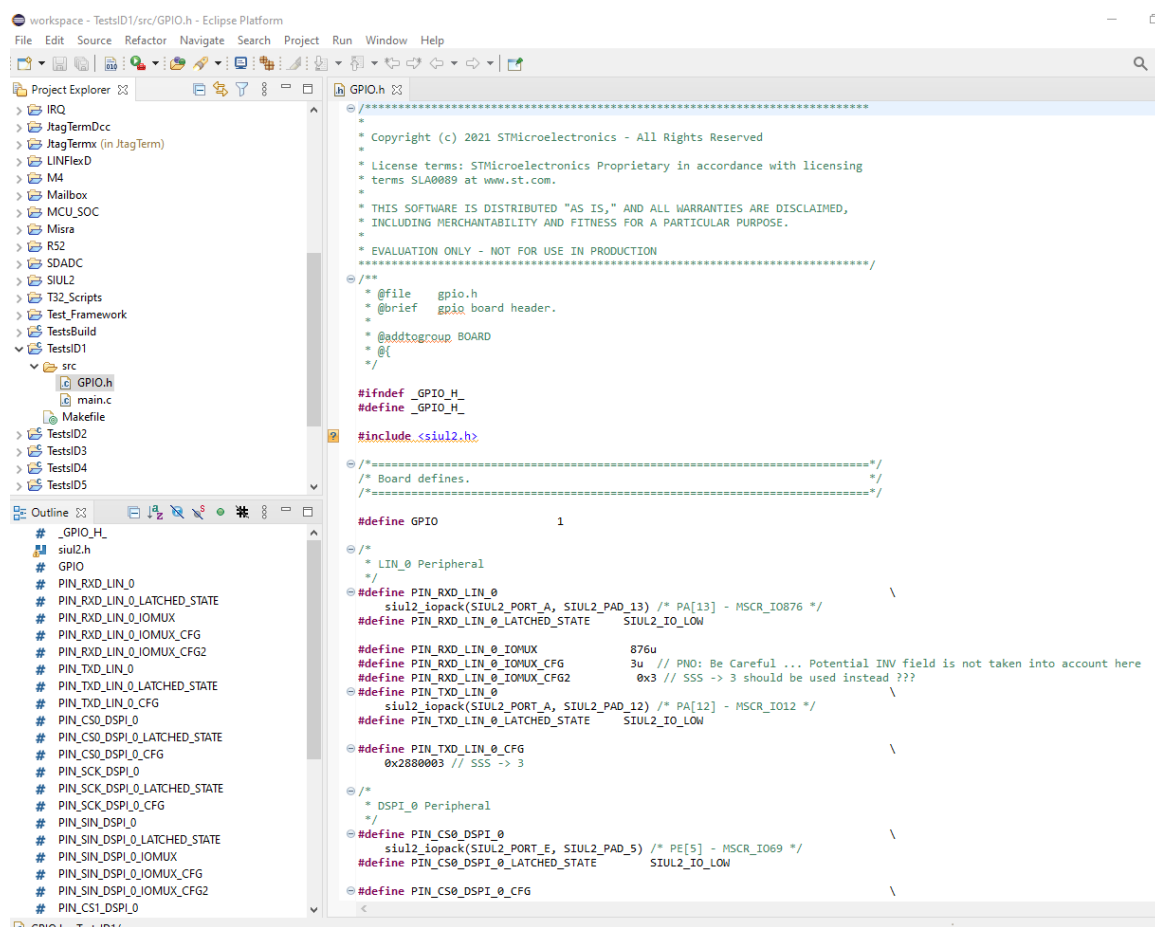 workspace - TestsID1/src/GPIO.h - Eclipse Platform
File Edit Source Refactor Navigate Search Project Run Window Help
Project Explorer
IRQ
JtagTermDcc
JtagTermx (in JtagTerm)
LINFlexD
M4
Mailbox
MCU_SOC
Misra
R52
SDADC
SIUL2
T32_Scripts
Test_Framework
TestsBuild
TestsID1
src
GPIO.h
main.c
Makefile
TestsID2
TestsID3
TestsID4
TestsID5
Outline
_GPIO_H_
siul2.h
GPIO
PIN_RXD_LIN_0
PIN_RXD_LIN_0_LATCHED_STATE
PIN_RXD_LIN_0_IOMUX
PIN_RXD_LIN_0_IOMUX_CFG
PIN_RXD_LIN_0_IOMUX_CFG2
PIN_TXD_LIN_0
PIN_TXD_LIN_0_LATCHED_STATE
PIN_TXD_LIN_0_CFG
PIN_CS0_DSPI_0
PIN_CS0_DSPI_0_LATCHED_STATE
PIN_CS0_DSPI_0_CFG
PIN_SCK_DSPI_0
PIN_SCK_DSPI_0_LATCHED_STATE
PIN_SCK_DSPI_0_CFG
PIN_SIN_DSPI_0
PIN_SIN_DSPI_0_LATCHED_STATE
PIN_SIN_DSPI_0_IOMUX
PIN_SIN_DSPI_0_IOMUX_CFG
PIN_SIN_DSPI_0_IOMUX_CFG2
PIN_CS1_DSPI_0
GPIO.h
/*****************************************************************************
*
* Copyright (c) 2021 STMicroelectronics - All Rights Reserved
*
* License terms: STMicroelectronics Proprietary in accordance with licensing
* terms SLA0089 at www.st.com.
*
* THIS SOFTWARE IS DISTRIBUTED "AS IS," AND ALL WARRANTIES ARE DISCLAIMED,
* INCLUDING MERCHANTABILITY AND FITNESS FOR A PARTICULAR PURPOSE.
*
* EVALUATION ONLY - NOT FOR USE IN PRODUCTION
*****************************************************************************/
/**
* @file gpio.h
* @brief gpio board header.
*
* @addtogroup BOARD
* @{
*/
#ifndef _GPIO_H_
#define _GPIO_H_
#include <siul2.h>
/*===========================================================================*/
/* Board defines. */
/*===========================================================================*/
#define GPIO 1
/*
* LIN_0 Peripheral
*/
#define PIN_RXD_LIN_0 \
siul2_iopack(SIUL2_PORT_A, SIUL2_PAD_13) /* PA[13] - MSCR_IO876 */
#define PIN_RXD_LIN_0_LATCHED_STATE SIUL2_IO_LOW
#define PIN_RXD_LIN_0_IOMUX 876u
#define PIN_RXD_LIN_0_IOMUX_CFG 3u // PNO: Be Careful ... Potential INV field is not taken into account here
#define PIN_RXD_LIN_0_IOMUX_CFG2 0x3 // SSS -> 3 should be used instead ???
#define PIN_TXD_LIN_0 \
siul2_iopack(SIUL2_PORT_A, SIUL2_PAD_12) /* PA[12] - MSCR_IO12 */
#define PIN_TXD_LIN_0_LATCHED_STATE SIUL2_IO_LOW
#define PIN_TXD_LIN_0_CFG \
0x2880003 // SSS -> 3
/*
* DSPI_0 Peripheral
*/
#define PIN_CS0_DSPI_0 \
siul2_iopack(SIUL2_PORT_E, SIUL2_PAD_5) /* PE[5] - MSCR_IO69 */
#define PIN_CS0_DSPI_0_LATCHED_STATE SIUL2_IO_LOW
#define PIN_CS0_DSPI_0_CFG \